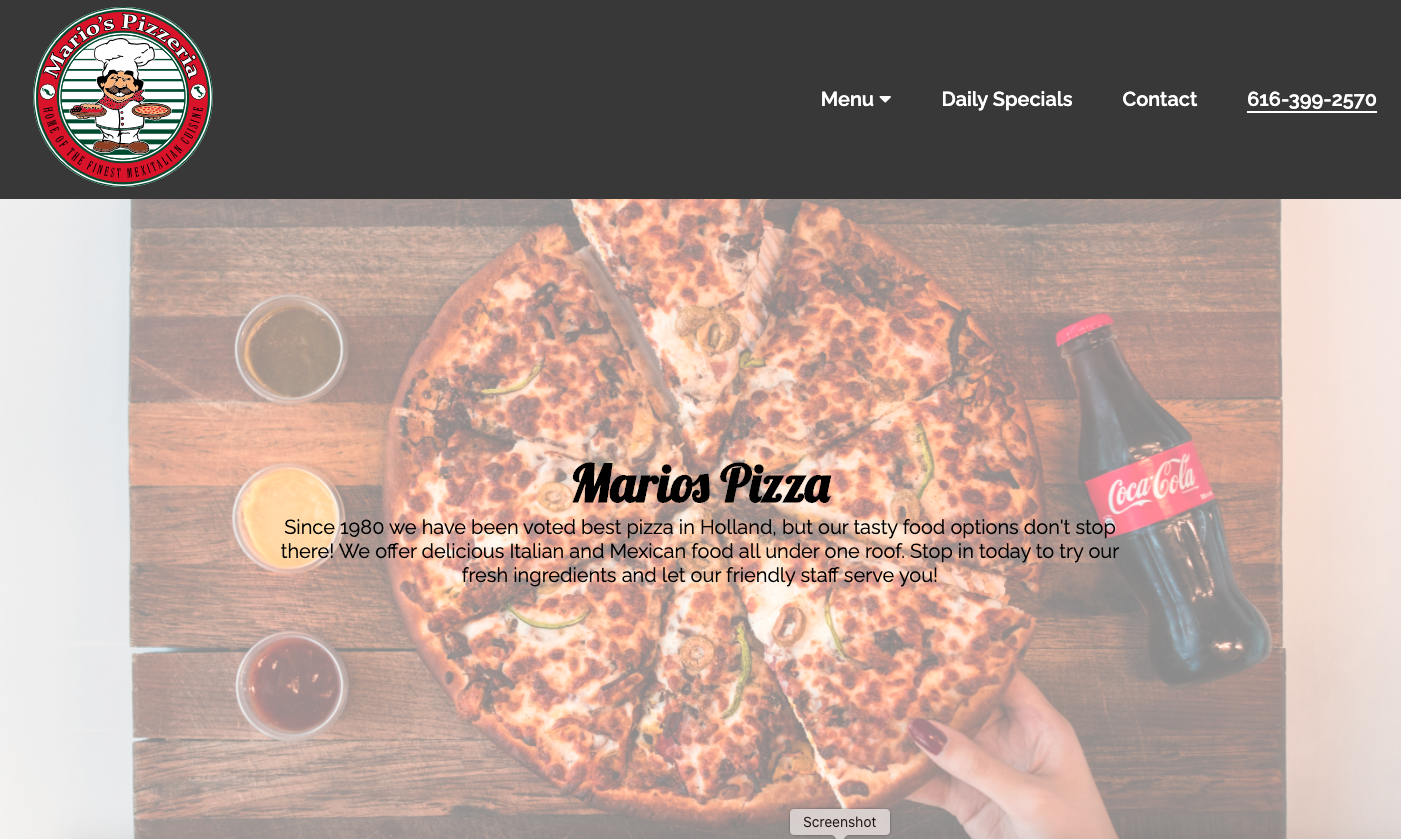 Mario's Pizzeria
HOME OF THE FINEST MEXITALIAN CUISINE
Menu
Daily Specials
Contact
616-399-2570
Coca-Cola
Marios Pizza
Since 1980 we have been voted best pizza in Holland, but our tasty food options don't stop
there! We offer delicious Italian and Mexican food all under one roof. Stop in today to try our
fresh ingredients and let our friendly staff serve you!
Screenshot